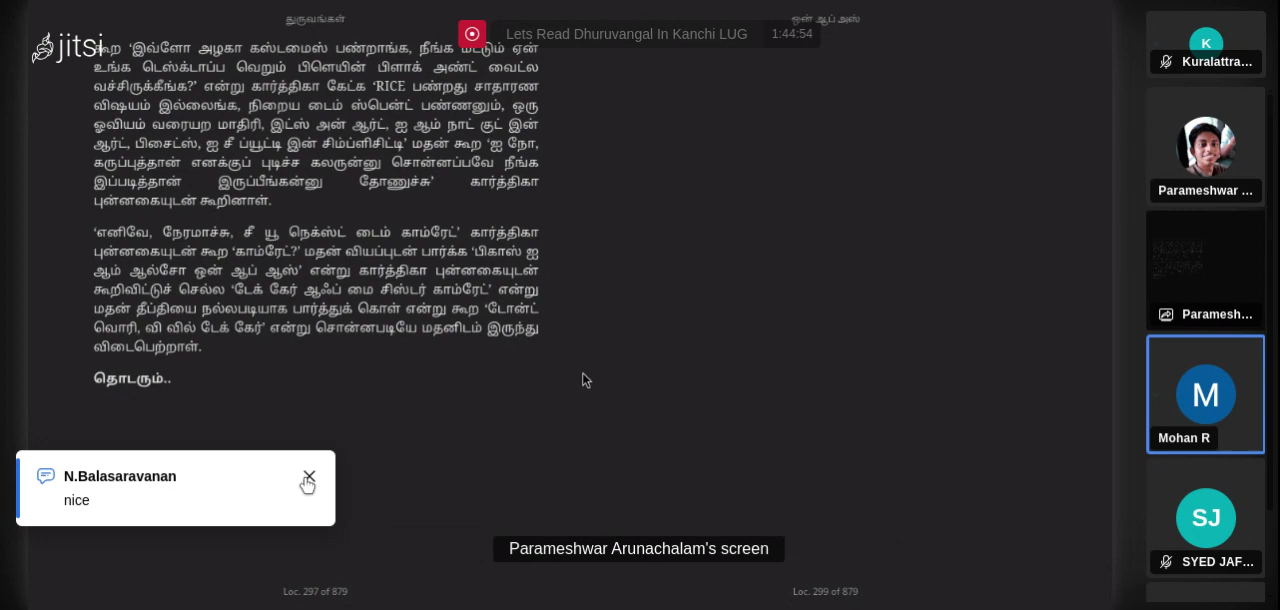 துருவங்கள்
ஒன் ஆப் அஸ்
Lets Read Dhuruvangal In Kanchi LUG 1:44:54
jitsi
கூற ‘இவ்ளோ அழகா கஸ்டமைஸ் பண்றாங்க, நீங்க மட்டும் ஏன்
உங்க டெஸ்க்டாப்ப வெறும் பிளெயின் பிளாக் அண்ட் வைட்ல
வச்சிருக்கீங்க?’ என்று கார்த்திகா கேட்க ‘RICE பண்றது சாதாரண
விஷயம் இல்லைங்க, நிறைய டைம் ஸ்பென்ட் பண்ணனும், ஒரு
ஓவியம் வரையற மாதிரி, இட்ஸ் அன் ஆர்ட், ஐ ஆம் நாட் குட் இன்
ஆர்ட், பிசைட்ஸ், ஐ சீ ப்யூட்டி இன் சிம்ப்ளிசிட்டி’ மதன் கூற ‘ஐ நோ,
கருப்புத்தான் எனக்குப் புடிச்ச கலருன்னு சொன்னப்பவே நீங்க
இப்படித்தான் இருப்பீங்கன்னு தோணுச்சு’ கார்த்திகா
புன்னகையுடன் கூறினாள்.
‘எனிவே, நேரமாச்சு, சீ யூ நெக்ஸ்ட் டைம் காம்ரேட்’ கார்த்திகா
புன்னகையுடன் கூற ‘காம்ரேட்?’ மதன் வியப்புடன் பார்க்க ‘பிகாஸ் ஐ
ஆம் ஆல்சோ ஒன் ஆப் ஆஸ்’ என்று கார்த்திகா புன்னகையுடன்
கூறிவிட்டுச் செல்ல ‘டேக் கேர் ஆஃப் மை சிஸ்டர் காம்ரேட்’ என்று
மதன் தீப்தியை நல்லபடியாக பார்த்துக் கொள் என்று கூற ‘டோன்ட்
வொரி, வி வில் டேக் கேர்’ என்று சொன்னபடியே மதனிடம் இருந்து
விடைபெற்றாள்.
தொடரும்..
N.Balasaravanan
nice
Parameshwar Arunachalam's screen
Loc. 297 of 879
Loc. 299 of 879
K
Kuralattra...
Parameshwar ...
Paramesh...
M
Mohan R
SJ
SYED JAF...